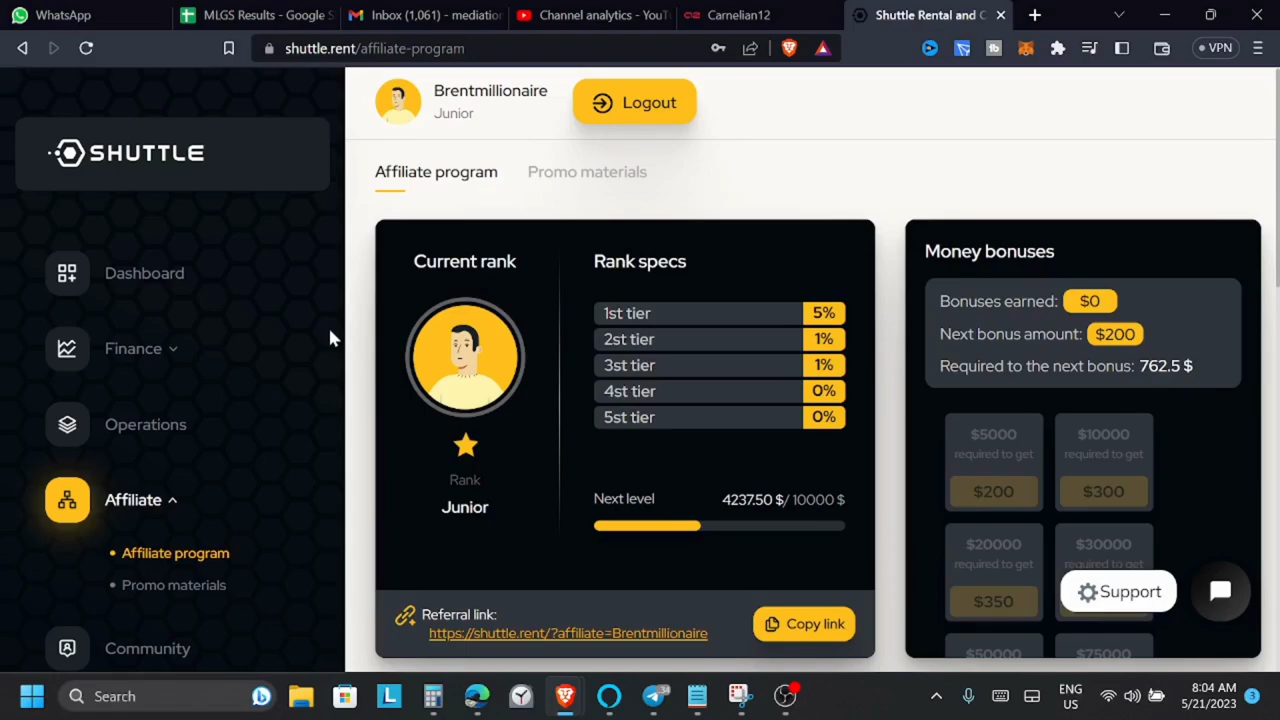 WhatsApp
MLGS Results - Google S
Inbox (1,061) - mediation
Channel analytics - YouTu
Carnelian12
Shuttle Rental and C
shuttle.rent/affiliate-program
VPN
SHUTTLE
Dashboard
Finance
Operations
Affiliate
Affiliate program
Promo materials
Community
Brentmillionaire
Junior
Logout
Affiliate program
Promo materials
Current rank
Rank
Junior
Rank specs
1st tier 5%
2st tier 1%
3st tier 1%
4st tier 0%
5st tier 0%
Next level 4237.50 $/ 10000 $
Referral link:
https://shuttle.rent/?affiliate=Brentmillionaire
Copy link
Money bonuses
Bonuses earned: $0
Next bonus amount: $200
Required to the next bonus: 762.5 $
$5000 $10000
required to get required to get
$200 $300
$20000 $30000
required to get required to get
$350
$50000 $75000
Support
Search
34
ENG
US
8:04 AM
5/21/2023
3